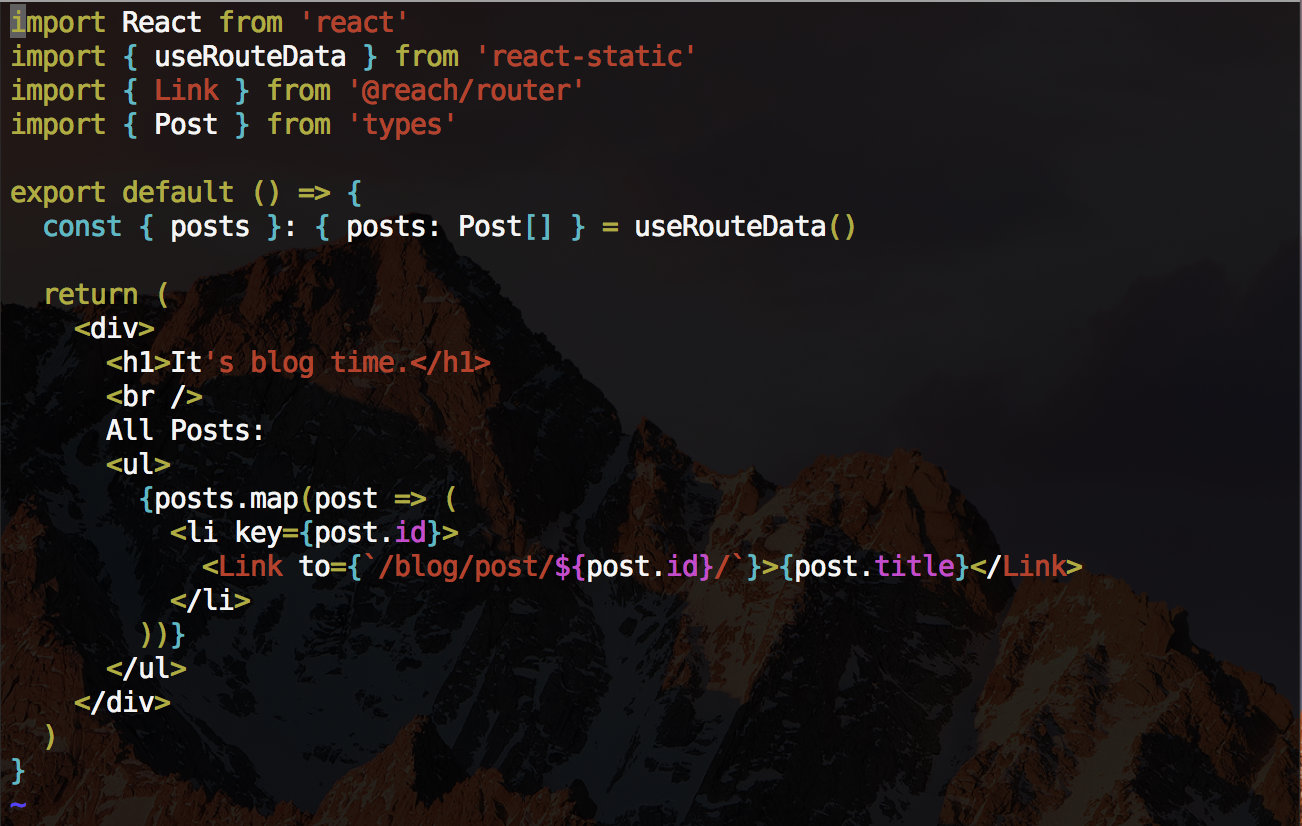 import React from 'react'
import { useRouteData } from 'react-static'
import { Link } from '@reach/router'
import { Post } from 'types'

export default () => {
  const { posts }: { posts: Post[] } = useRouteData()

  return (
    <div>
      <h1>It's blog time.</h1>
      <br />
      All Posts:
      <ul>
        {posts.map(post => (
          <li key={post.id}>
            <Link to={`/blog/post/${post.id}/`}>{post.title}</Link>
          </li>
        ))}
      </ul>
    </div>
  )
}
~